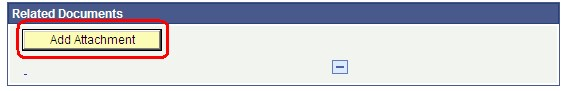 Related Documents
Add Attachment
-